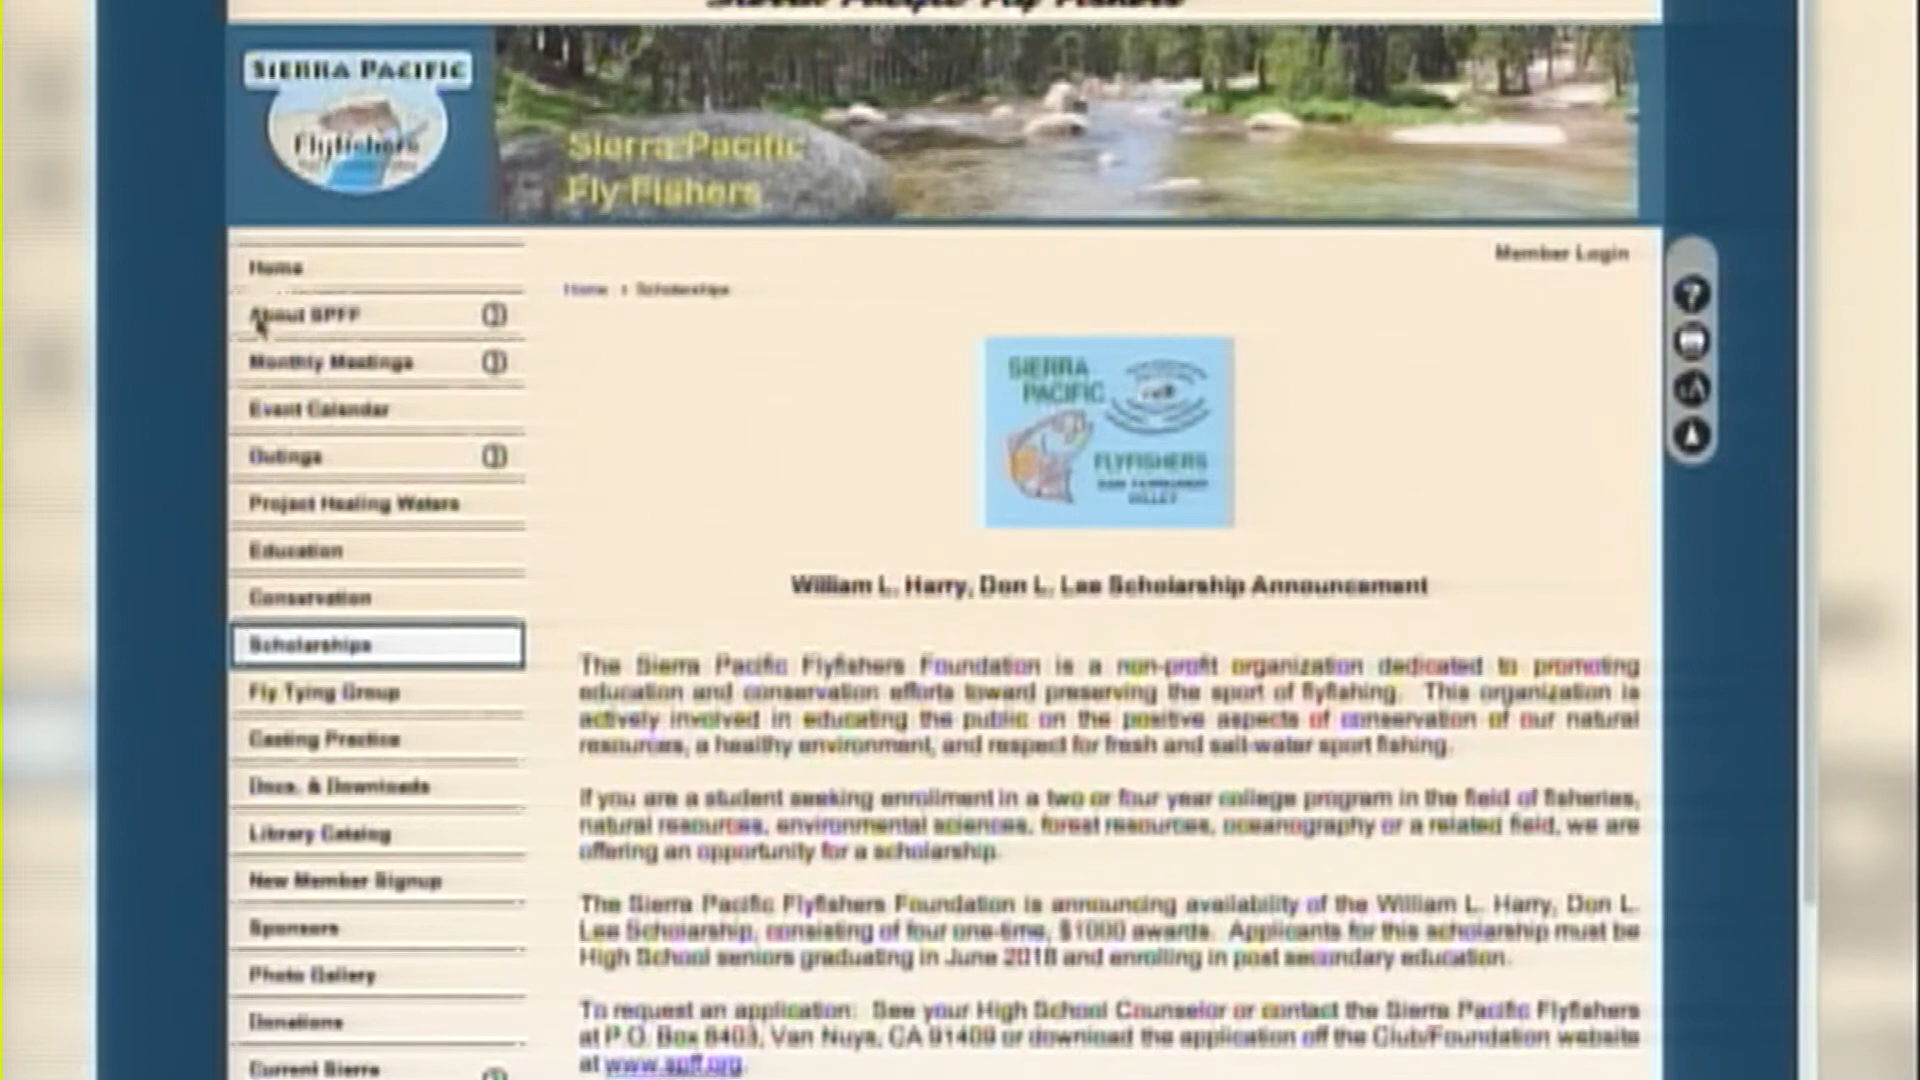 Sierra Pacific Fly Fishers
SIERRA PACIFIC
Flyfishers
Sierra Pacific
Fly Fishers
Member Login
Home
About SPFF
Monthly Meetings
Event Calendar
Outings
Project Healing Waters
Education
Conservation
Scholarships
Fly Tying Group
Casting Practice
Docs. & Downloads
Library Catalog
New Member Signup
Sponsors
Photo Gallery
Donations
Current Sierra
Home › Scholarships
SIERRA
PACIFIC
FLYFISHERS
SAN FERNANDO
VALLEY
William L. Harry, Don L. Lee Scholarship Announcement
The Sierra Pacific Flyfishers Foundation is a non-profit organization dedicated to promoting
education and conservation efforts toward preserving the sport of flyfishing. This organization is
actively involved in educating the public on the positive aspects of conservation of our natural
resources, a healthy environment, and respect for fresh and salt-water sport fishing.
If you are a student seeking enrollment in a two or four year college program in the field of fisheries,
natural resources, environmental sciences, forest resources, oceanography or a related field, we are
offering an opportunity for a scholarship.
The Sierra Pacific Flyfishers Foundation is announcing availability of the William L. Harry, Don L.
Lee Scholarship, consisting of four one-time, $1000 awards. Applicants for this scholarship must be
High School seniors graduating in June 2018 and enrolling in post secondary education.
To request an application: See your High School Counselor or contact the Sierra Pacific Flyfishers
at P.O. Box 8403, Van Nuys, CA 91409 or download the application off the Club/Foundation website
at www.spff.org.